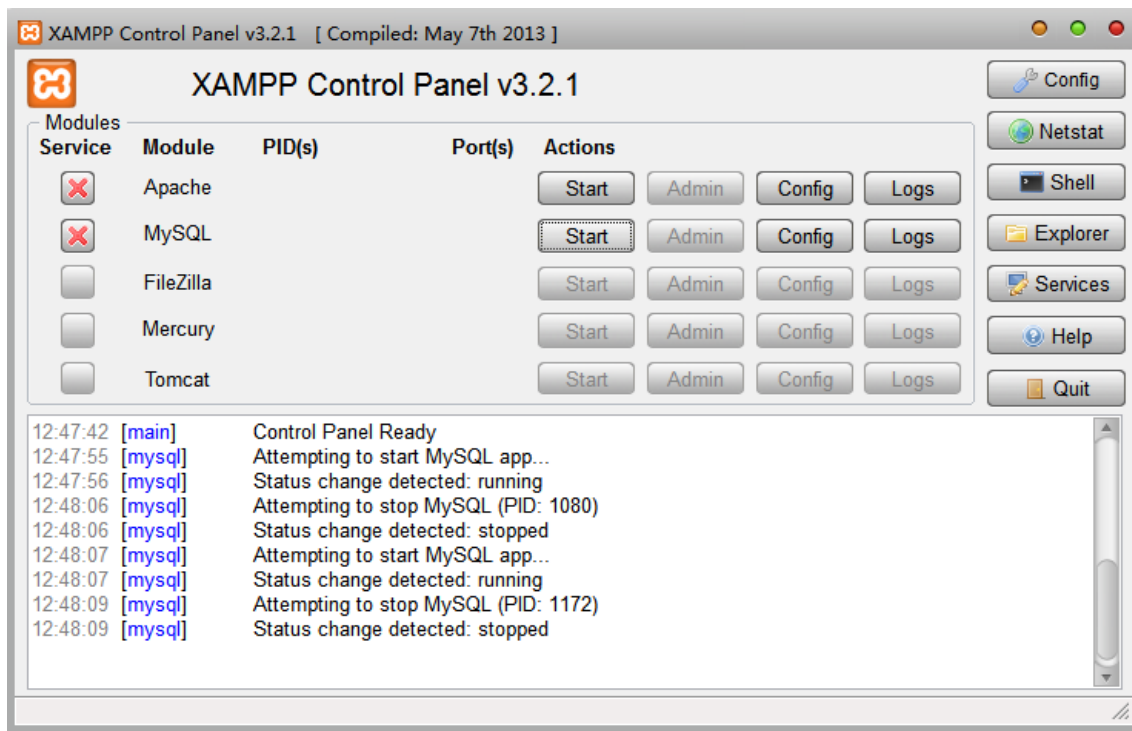 XAMPP Control Panel v3.2.1 [ Compiled: May 7th 2013 ]
XAMPP Control Panel v3.2.1
Config
Modules
Netstat
Service Module PID(s) Port(s) Actions
Apache Start Admin Config Logs
Shell
MySQL Start Admin Config Logs
Explorer
FileZilla Start Admin Config Logs
Services
Mercury Start Admin Config Logs
Help
Tomcat Start Admin Config Logs
Quit
12:47:42 [main] Control Panel Ready
12:47:55 [mysql] Attempting to start MySQL app...
12:47:56 [mysql] Status change detected: running
12:48:06 [mysql] Attempting to stop MySQL (PID: 1080)
12:48:06 [mysql] Status change detected: stopped
12:48:07 [mysql] Attempting to start MySQL app...
12:48:07 [mysql] Status change detected: running
12:48:09 [mysql] Attempting to stop MySQL (PID: 1172)
12:48:09 [mysql] Status change detected: stopped